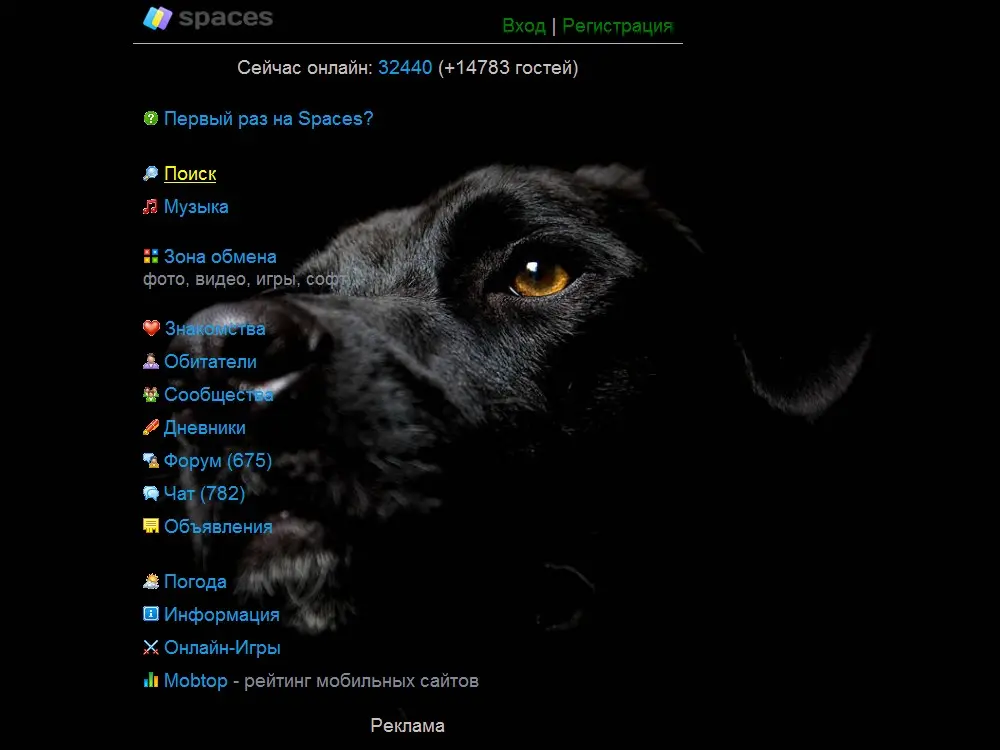 spaces
Вход | Регистрация
Сейчас онлайн: 32440 (+14783 гостей)
Первый раз на Spaces?
Поиск
Музыка
Зона обмена
фото, видео, игры, софт
Знакомства
Обитатели
Сообщества
Дневники
Форум (675)
Чат (782)
Объявления
Погода
Информация
Онлайн-Игры
Mobtop - рейтинг мобильных сайтов
Реклама